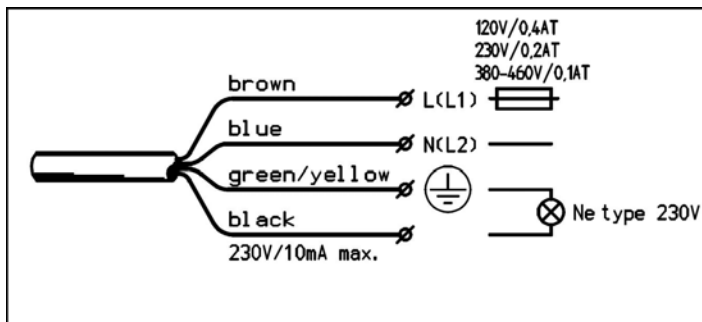 120V/0,4AT
230V/0,2AT
380-460V/0,1AT
brown
L(L1)
blue
N(L2)
green/yellow
Ne type 230V
black
230V/10mA max.